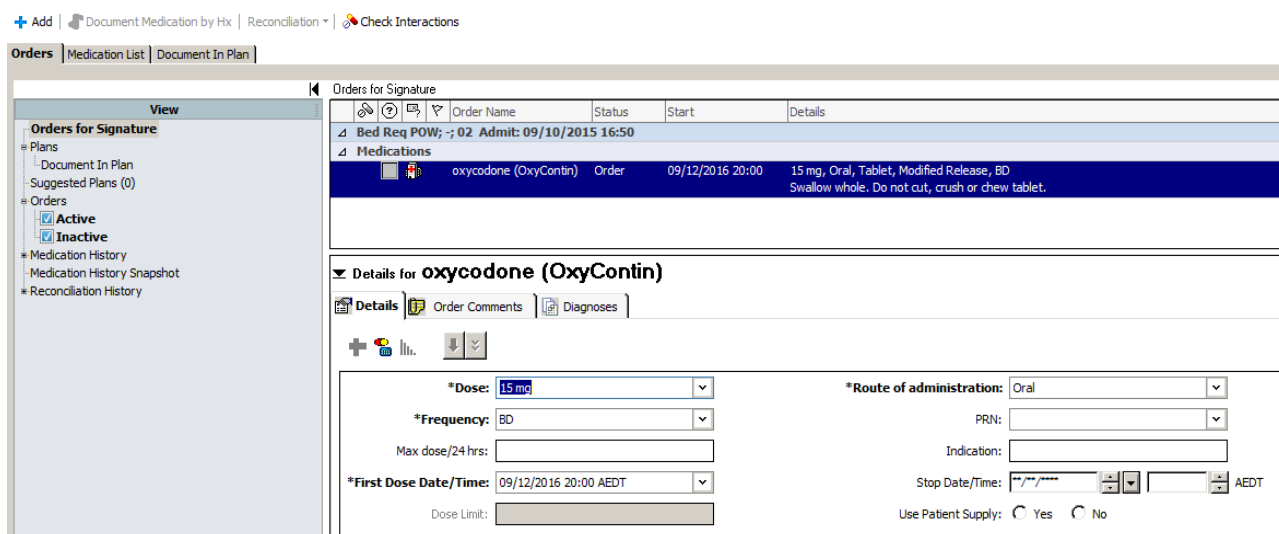 Add Document Medication by Hx Reconciliation Check Interactions
Orders Medication List Document In Plan
Orders for Signature
View
Orders for Signature
Plans
Document In Plan
Suggested Plans (0)
Orders
Active
Inactive
Medication History
Medication History Snapshot
Reconciliation History
Order Name Status Start Details
Bed Req POW; -; 02 Admit: 09/10/2015 16:50
Medications
oxycodone (OxyContin) Order 09/12/2016 20:00 15 mg, Oral, Tablet, Modified Release, BD
Swallow whole. Do not cut, crush or chew tablet.
Details for oxycodone (OxyContin)
Details Order Comments Diagnoses
*Dose: 15 mg *Route of administration: Oral
*Frequency: BD PRN:
Max dose/24 hrs: Indication:
*First Dose Date/Time: 09/12/2016 20:00 AEDT Stop Date/Time: **/**/**** AEDT
Dose Limit: Use Patient Supply: Yes No